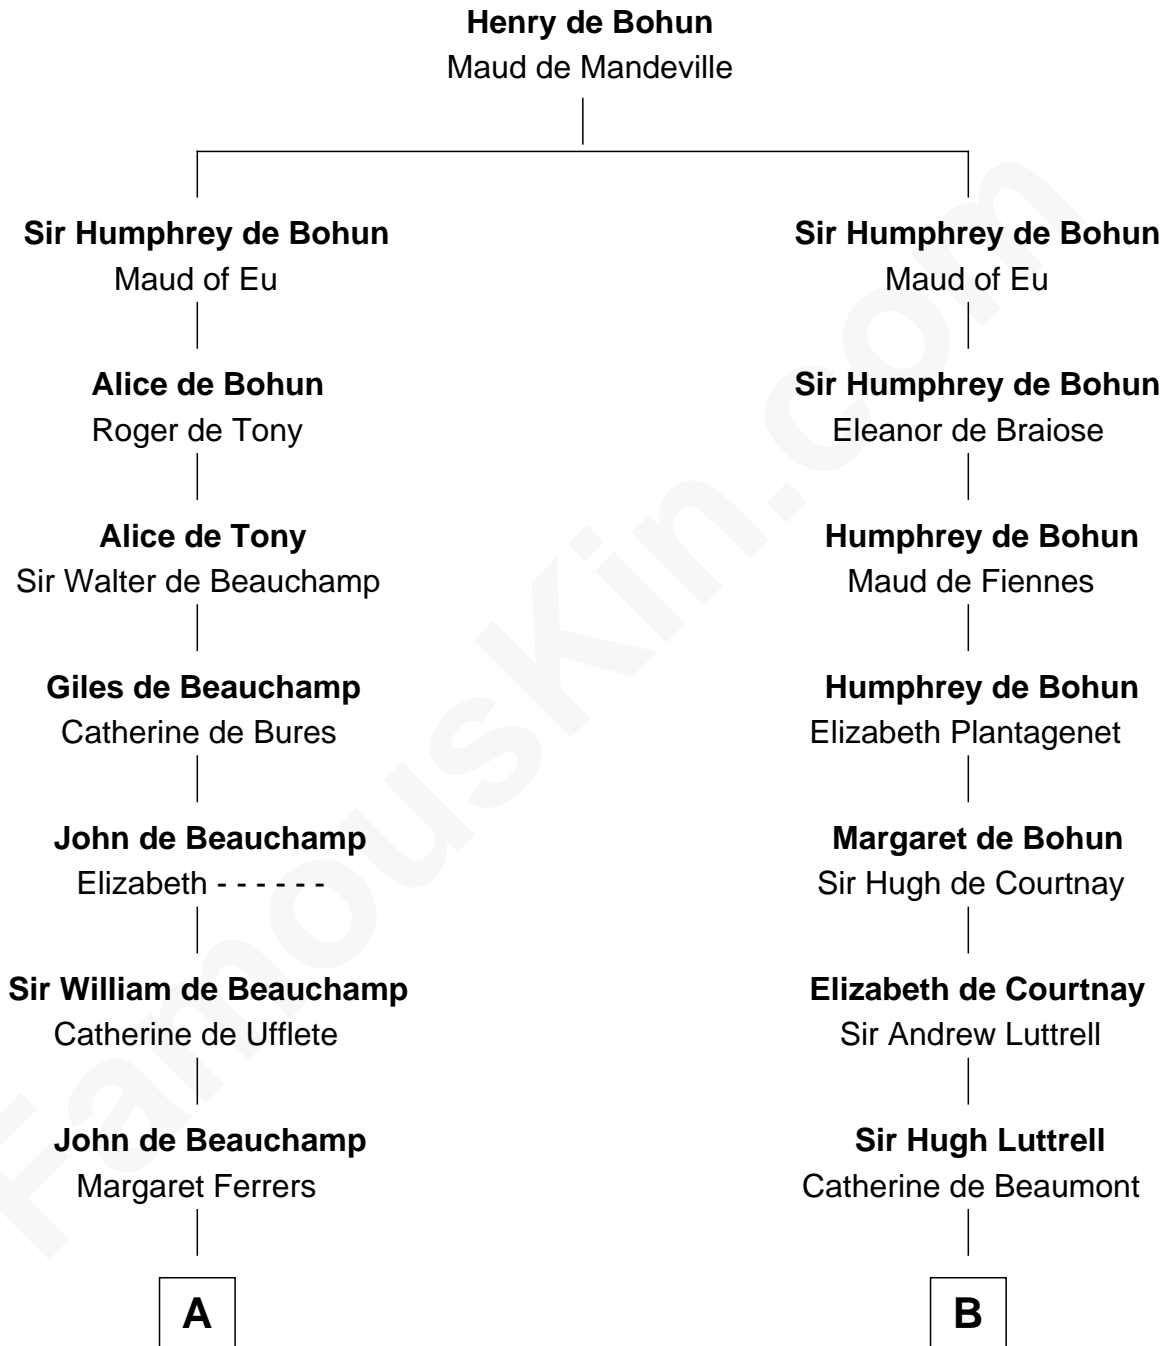 Henry de Bohun
Maud de Mandeville
Sir Humphrey de Bohun
Maud of Eu
Sir Humphrey de Bohun
Maud of Eu
Alice de Bohun
Roger de Tony
Sir Humphrey de Bohun
Eleanor de Braiose
Alice de Tony
Sir Walter de Beauchamp
Humphrey de Bohun
Maud de Fiennes
Giles de Beauchamp
Catherine de Bures
Humphrey de Bohun
Elizabeth Plantagenet
John de Beauchamp
Elizabeth - - - - - -
Margaret de Bohun
Sir Hugh de Courtnay
Sir William de Beauchamp
Catherine de Ufflete
Elizabeth de Courtnay
Sir Andrew Luttrell
John de Beauchamp
Margaret Ferrers
Sir Hugh Luttrell
Catherine de Beaumont
A
B
FamousKin.com